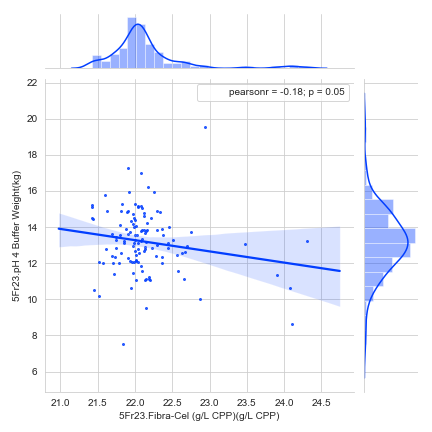 pearsonr = -0.18; p = 0.05
22
20
18
16
14
12
10
8
6
5Fr23.pH 4 Buffer Weight(kg)
21.0 21.5 22.0 22.5 23.0 23.5 24.0 24.5
5Fr23.Fibra-Cel (g/L CPP)(g/L CPP)